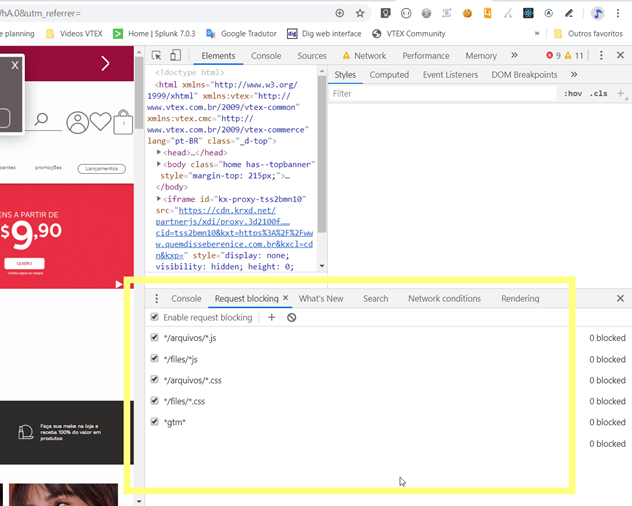 /hA.0&utm_referrer=
e planning
Videos VTEX
Home | Splunk 7.0.3
Google Tradutor
Dig web interface
VTEX Community
»
Outros favoritos
X
entes
promoções
Lançamentos
ENS A PARTIR DE
$9,90
QUERO
Faça sua make na loja e
receba 100% do valor em
produtos
Elements
Console
Sources
Network
Performance
Memory
»
9
11
<!doctype html>
<html xmlns="http://www.w3.org/
1999/xhtml" xmlns:vtex="http://
www.vtex.com.br/2009/vtex-common"
xmlns:vtex.cmc="http://
www.vtex.com.br/2009/vtex-commerce"
lang="pt-BR" class="_d-top">
<head>…</head>
<body class="home has--topbanner"
style="margin-top: 215px;">…
</body>
<iframe id="kx-proxy-tss2bmn10"
src="https://cdn.krxd.net/
partnerjs/xdi/proxy.3d2100f……
cid=tss2bmn10&kxt=https%3A%2F%2Fww
w.quemdisseberenice.com.br&kxcl=cd
n&kxp=" style="display: none;
visibility: hidden; height: 0;
Styles
Computed
Event Listeners
DOM Breakpoints
»
Filter
:hov
.cls
+
Console
Request blocking
What's New
Search
Network conditions
Rendering
Enable request blocking
*/arquivos/*.js
0 blocked
*/files/*js
0 blocked
*/arquivos/*.css
0 blocked
*/files/*.css
0 blocked
*gtm*
0 blocked
0 blocked